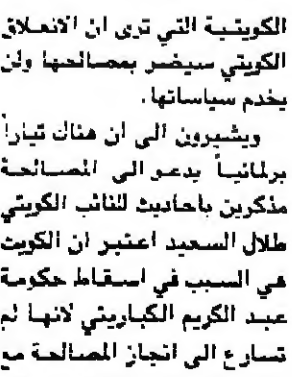 الكويتية التي ترى ان الانغلاق
الكويتي سيضر بمصالحها ولن
يخدم سياساتها.
ويشيرون الى ان هناك تياراً
برلمانياً يدعو الى المصالحة
مذكرين باحاديث للنائب الكويتي
طلال السعيد اعتبر ان الكويت
هي السبب في اسقاط حكومة
عبد الكريم الكباريتي لانها لم
تسارع الى انجاز المصالحة مع